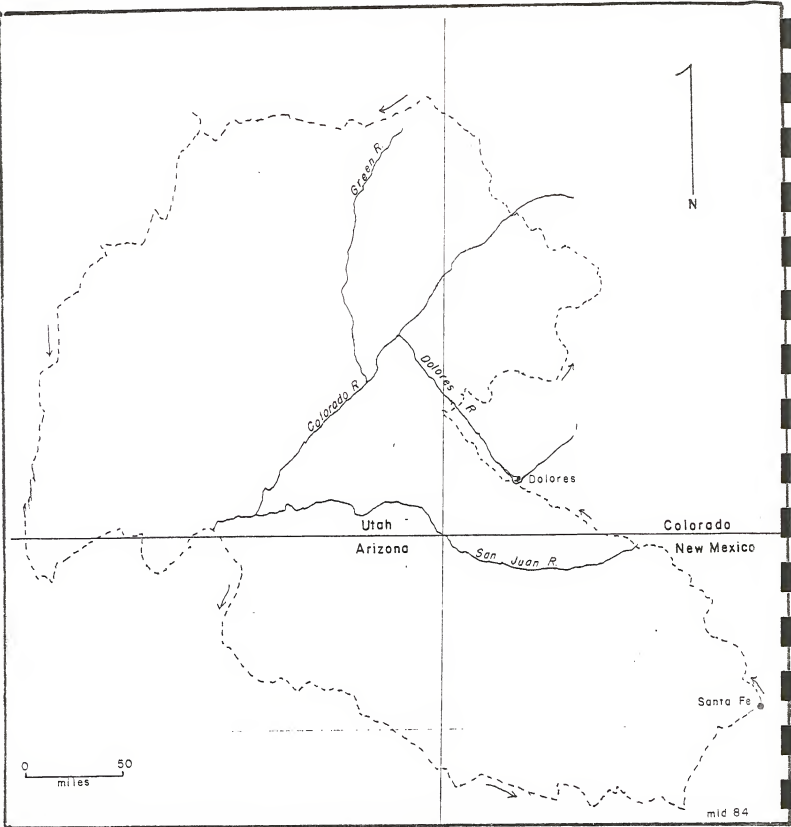 Green R.
N
Dolores R
Colorado R
Dolores
Utah
Colorado
Arizona
New Mexico
San Juan R.
Santa Fe
0 50
miles
mid 84